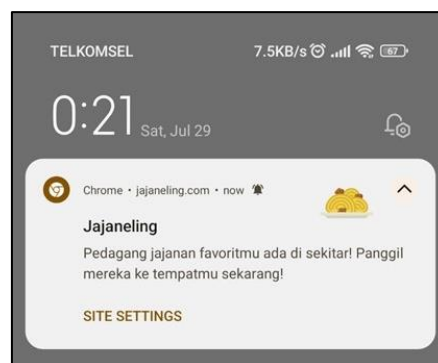 TELKOMSEL 7.5KB/s 67
0:21 Sat, Jul 29
Chrome • jajaneling.com • now
Jajaneling
Pedagang jajanan favoritmu ada di sekitar! Panggil
mereka ke tempatmu sekarang!
SITE SETTINGS